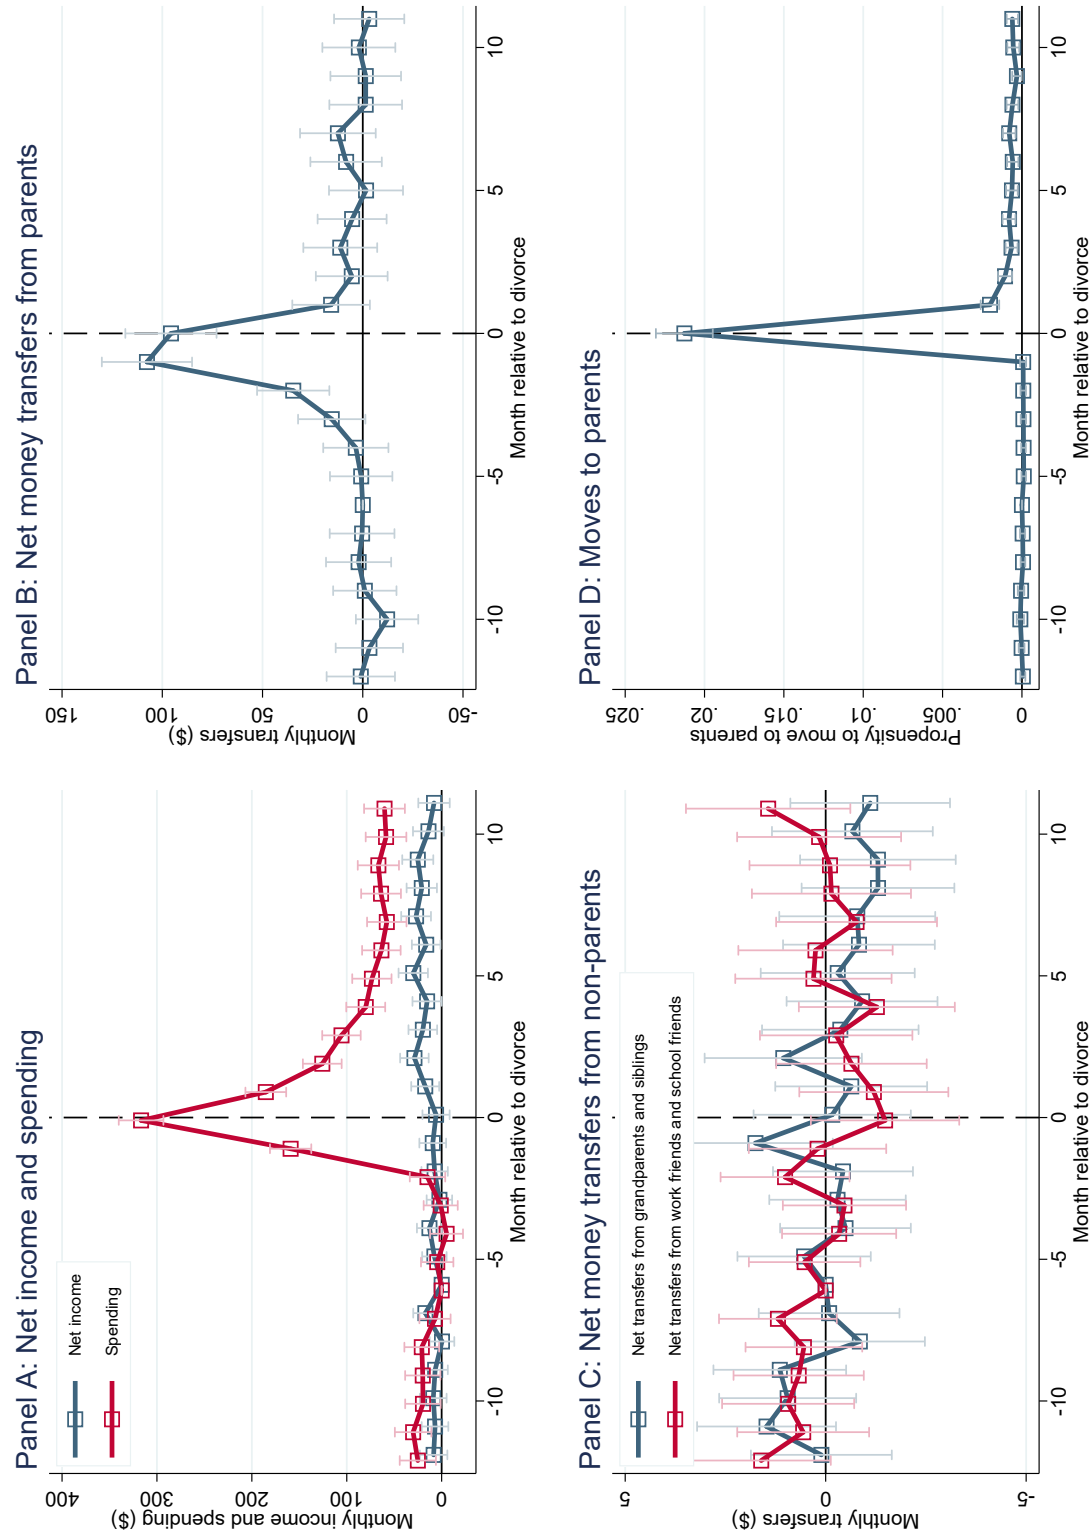 Panel A: Net income and spending
Monthly income and spending ($)
400
300
200
100
0
Net income
Spending
-10
-5
0
5
10
Month relative to divorce
Panel B: Net money transfers from parents
Monthly transfers ($)
150
100
50
0
-50
-10
-5
0
5
10
Month relative to divorce
Panel C: Net money transfers from non-parents
Monthly transfers ($)
5
0
-5
Net transfers from grandparents and siblings
Net transfers from work friends and school friends
-10
-5
0
5
10
Month relative to divorce
Panel D: Moves to parents
Propensity to move to parents
.025
.02
.015
.01
.005
0
-10
-5
0
5
10
Month relative to divorce